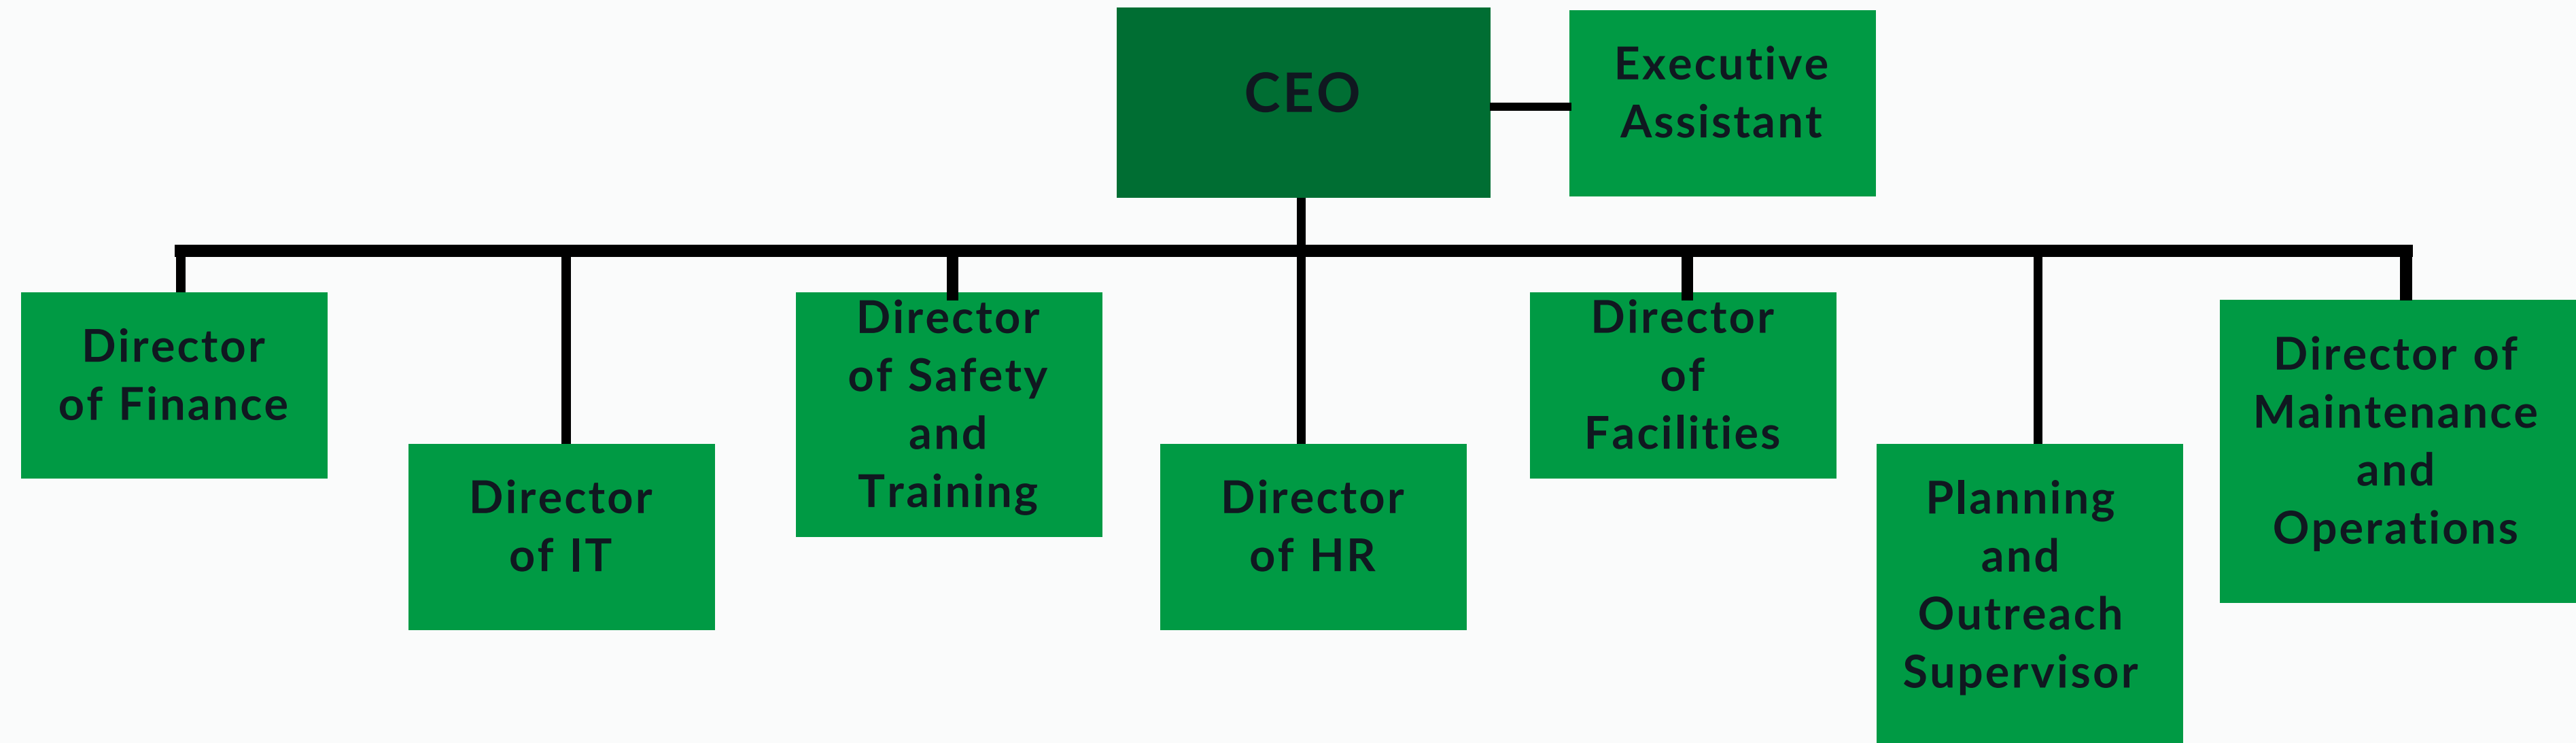 CEO
Executive
Assistant
Director
of Finance
Director
of IT
Director
of Safety
and
Training
Director
of HR
Director
of
Facilities
Planning
and
Outreach
Supervisor
Director of
Maintenance
and
Operations